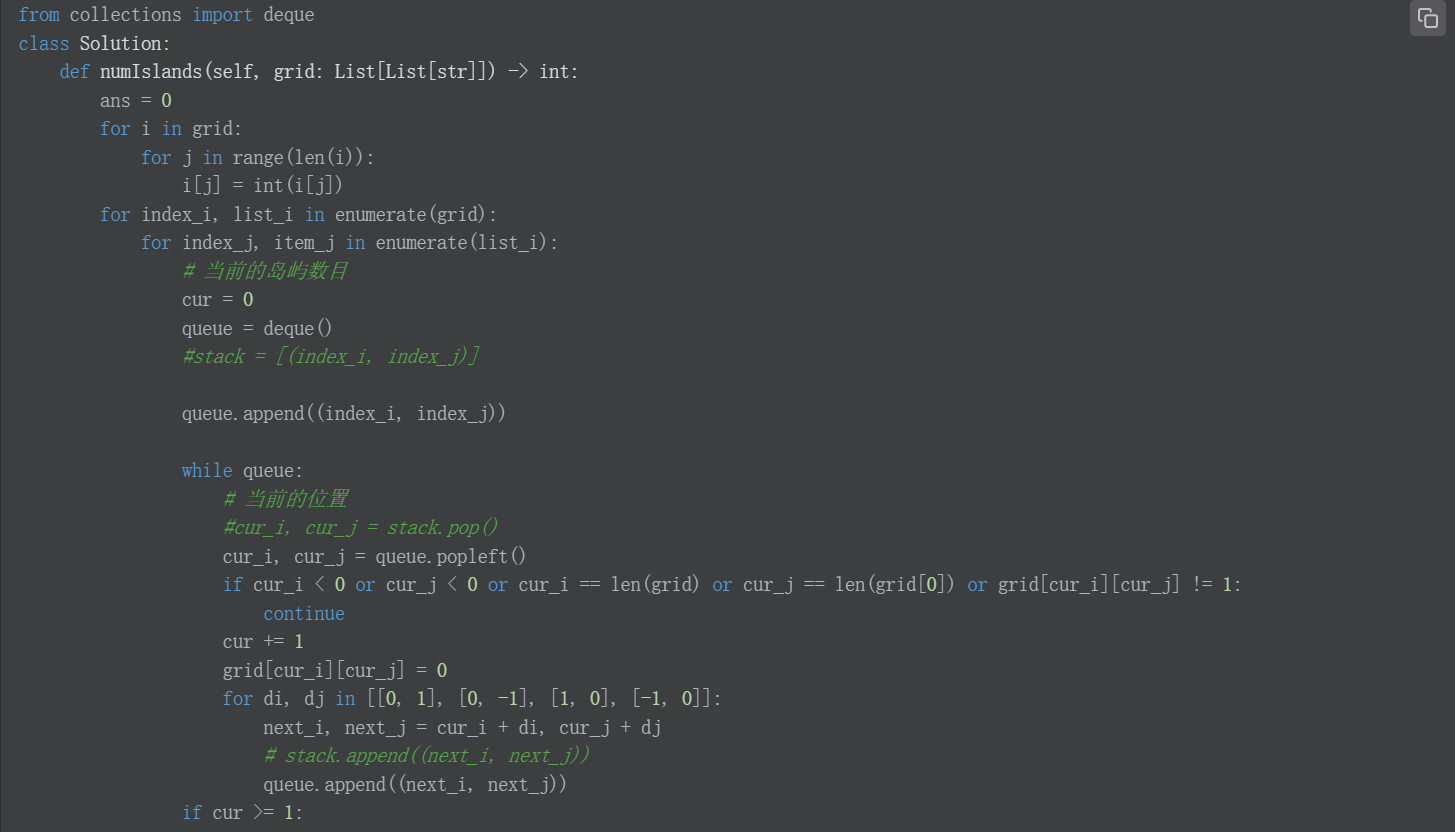 from collections import deque
class Solution:
    def numIslands(self, grid: List[List[str]]) -> int:
        ans = 0
        for i in grid:
            for j in range(len(i)):
                i[j] = int(i[j])
        for index_i, list_i in enumerate(grid):
            for index_j, item_j in enumerate(list_i):
                # 当前的岛屿数目
                cur = 0
                queue = deque()
                #stack = [(index_i, index_j)]
                queue.append((index_i, index_j))
                while queue:
                    # 当前的位置
                    #cur_i, cur_j = stack.pop()
                    cur_i, cur_j = queue.popleft()
                    if cur_i < 0 or cur_j < 0 or cur_i == len(grid) or cur_j == len(grid[0]) or grid[cur_i][cur_j] != 1:
                        continue
                    cur += 1
                    grid[cur_i][cur_j] = 0
                    for di, dj in [[0, 1], [0, -1], [1, 0], [-1, 0]]:
                        next_i, next_j = cur_i + di, cur_j + dj
                        # stack.append((next_i, next_j))
                        queue.append((next_i, next_j))
                if cur >= 1: